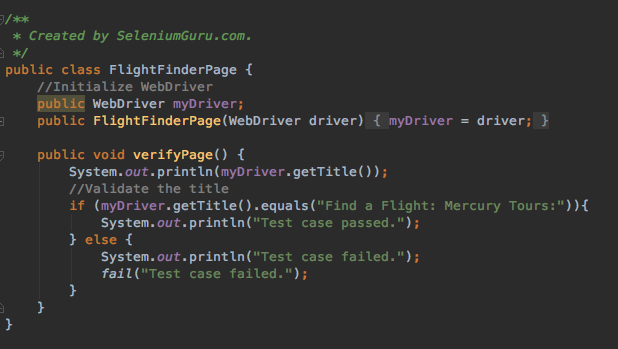 /**
 * Created by SeleniumGuru.com.
 */
public class FlightFinderPage {
    //Initialize WebDriver
    public WebDriver myDriver;
    public FlightFinderPage(WebDriver driver) { myDriver = driver; }
    public void verifyPage() {
        System.out.println(myDriver.getTitle());
        //Validate the title
        if (myDriver.getTitle().equals("Find a Flight: Mercury Tours:")){
            System.out.println("Test case passed.");
        } else {
            System.out.println("Test case failed.");
            fail("Test case failed.");
        }
    }
}